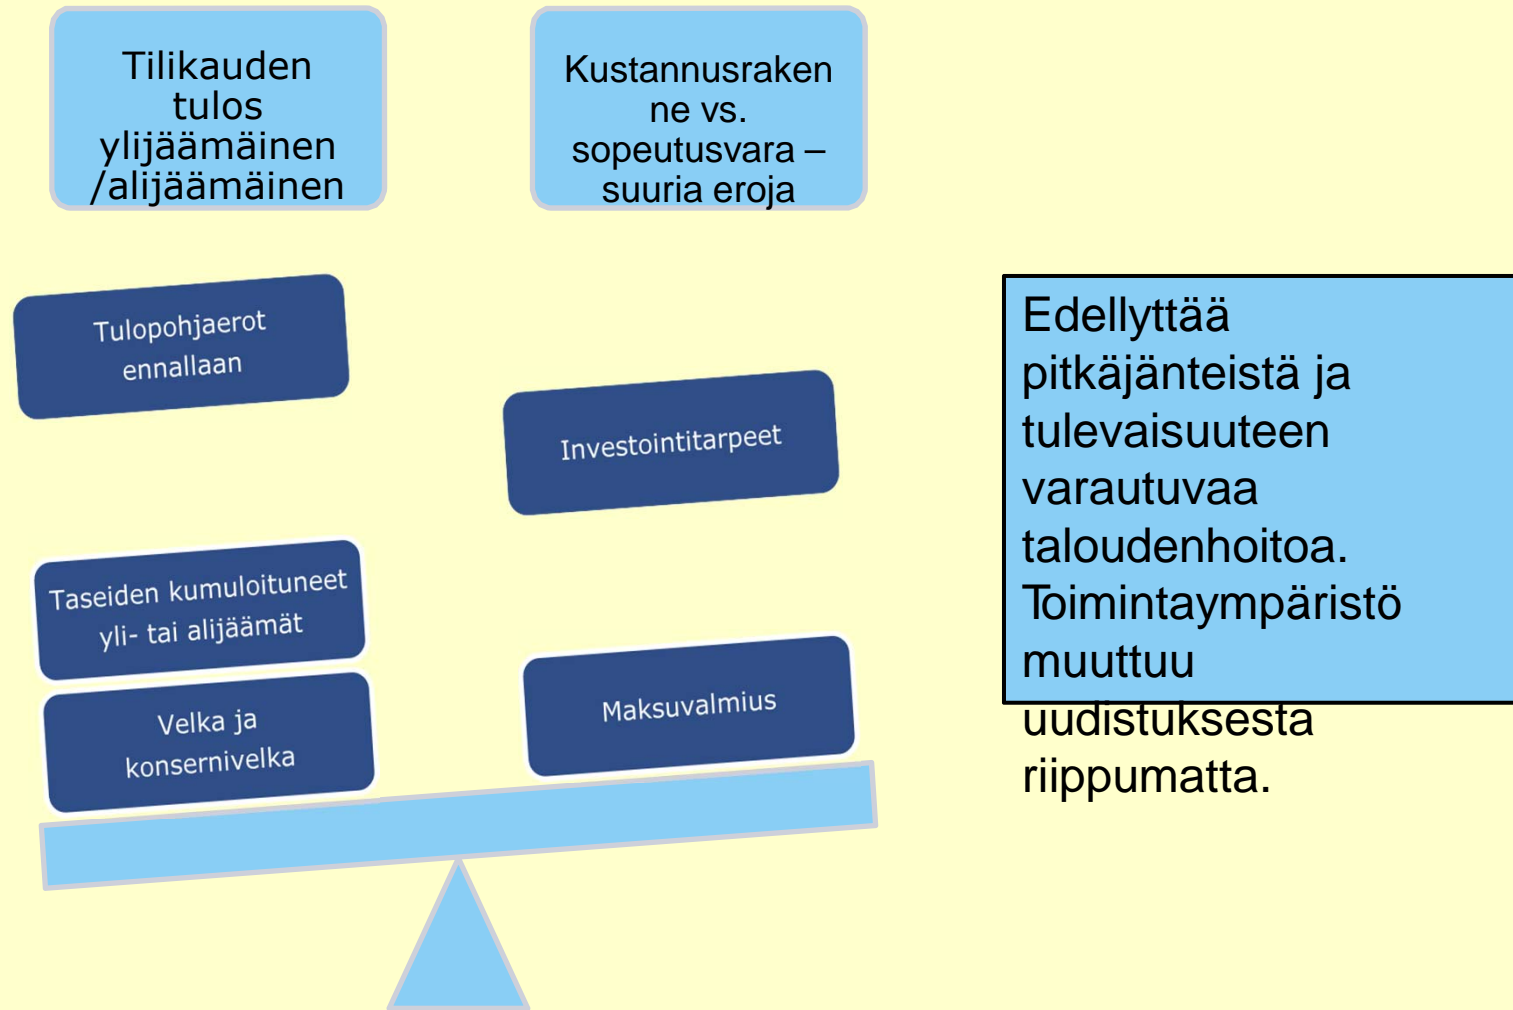 Tilikauden
tulos
ylijäämäinen
/alijäämäinen
Kustannusraken
ne vs.
sopeutusvara –
suuria eroja
Tulopohjaerot
ennallaan
Investointitarpeet
Taseiden kumuloituneet
yli- tai alijäämät
Velka ja
konsernivelka
Maksuvalmius
Edellyttää
pitkäjänteistä ja
tulevaisuuteen
varautuvaa
taloudenhoitoa.
Toimintaympäristö
muuttuu
uudistuksesta
riippumatta.